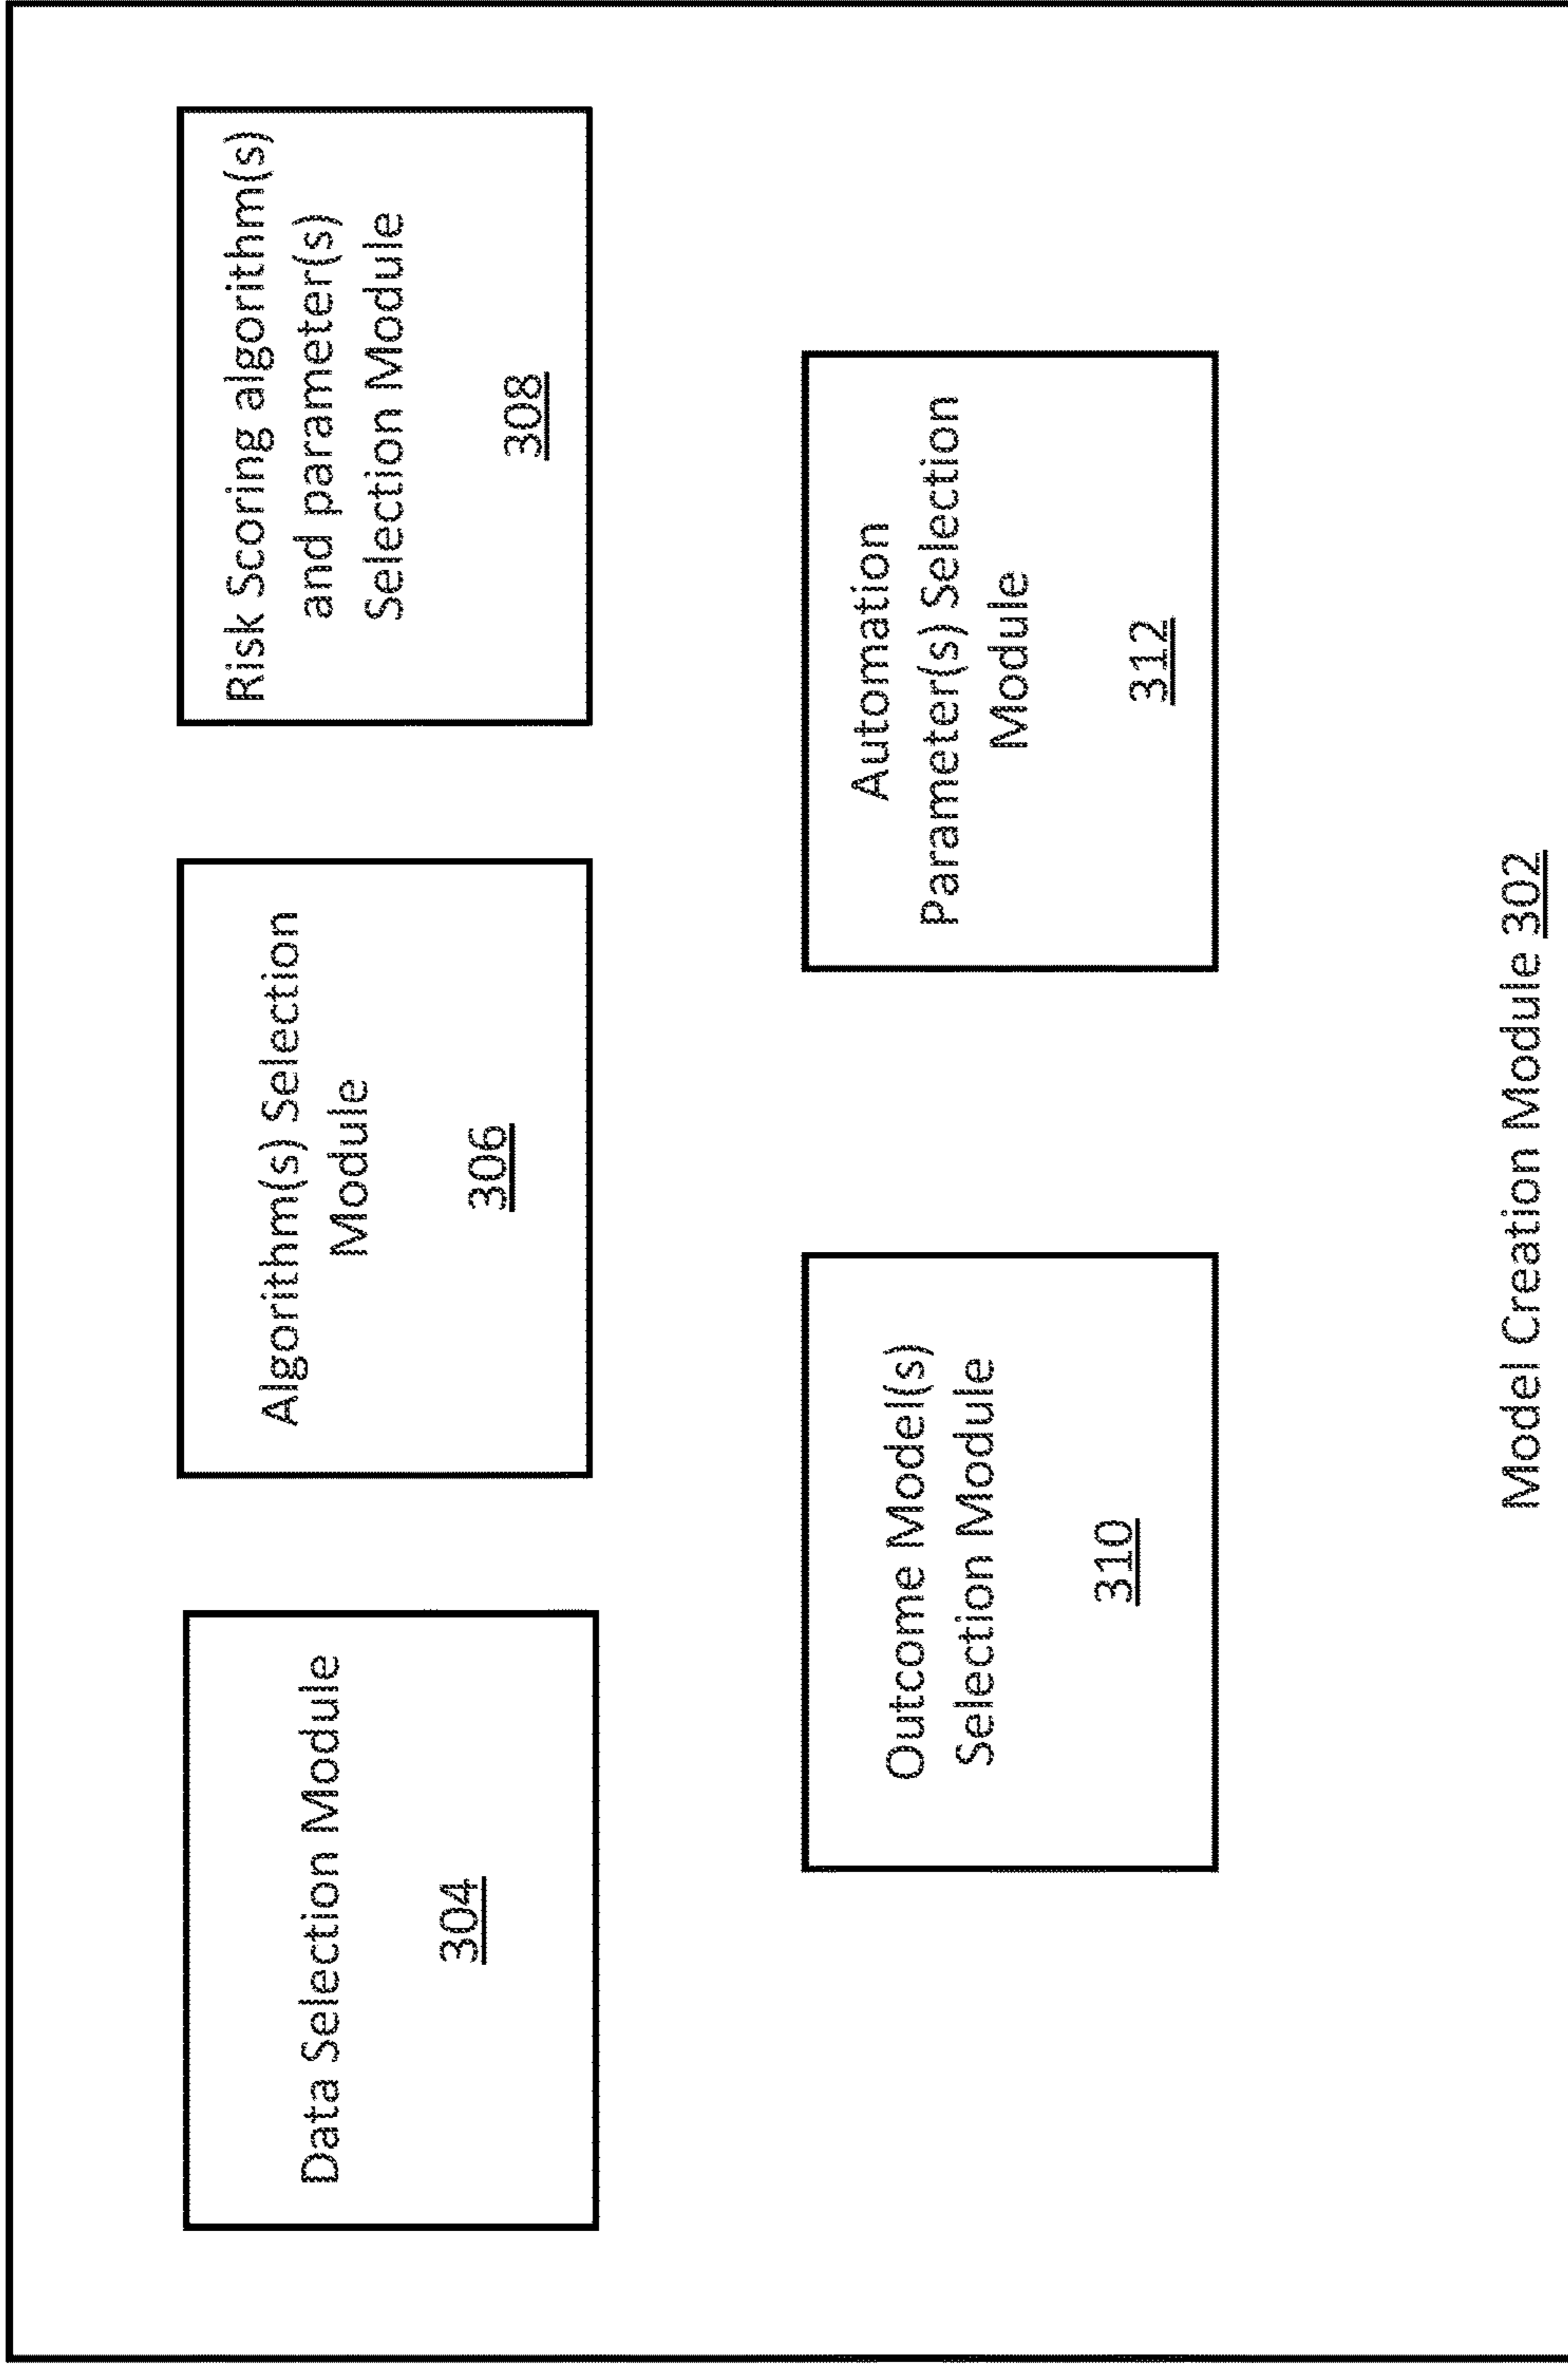 Data Selection Module
304
Algorithm(s) Selection
Module
306
Risk Scoring algorithm(s)
and parameter(s)
Selection Module
308
Outcome Model(s)
Selection Module
310
Automation
Parameter(s) Selection
Module
312
Model Creation Module 302